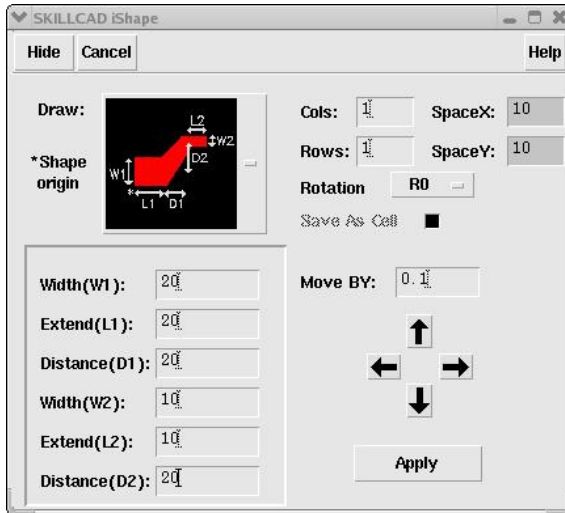 SKILLCAD iShape
Hide Cancel Help
Draw:
L2
W2
D2
W1
* L1 D1
*Shape origin
Cols: 1 SpaceX: 10
Rows: 1 SpaceY: 10
Rotation R0
Save As Cell
Width(W1): 20
Extend(L1): 20
Distance(D1): 20
Width(W2): 10
Extend(L2): 10
Distance(D2): 20
Move BY: 0.1
Apply